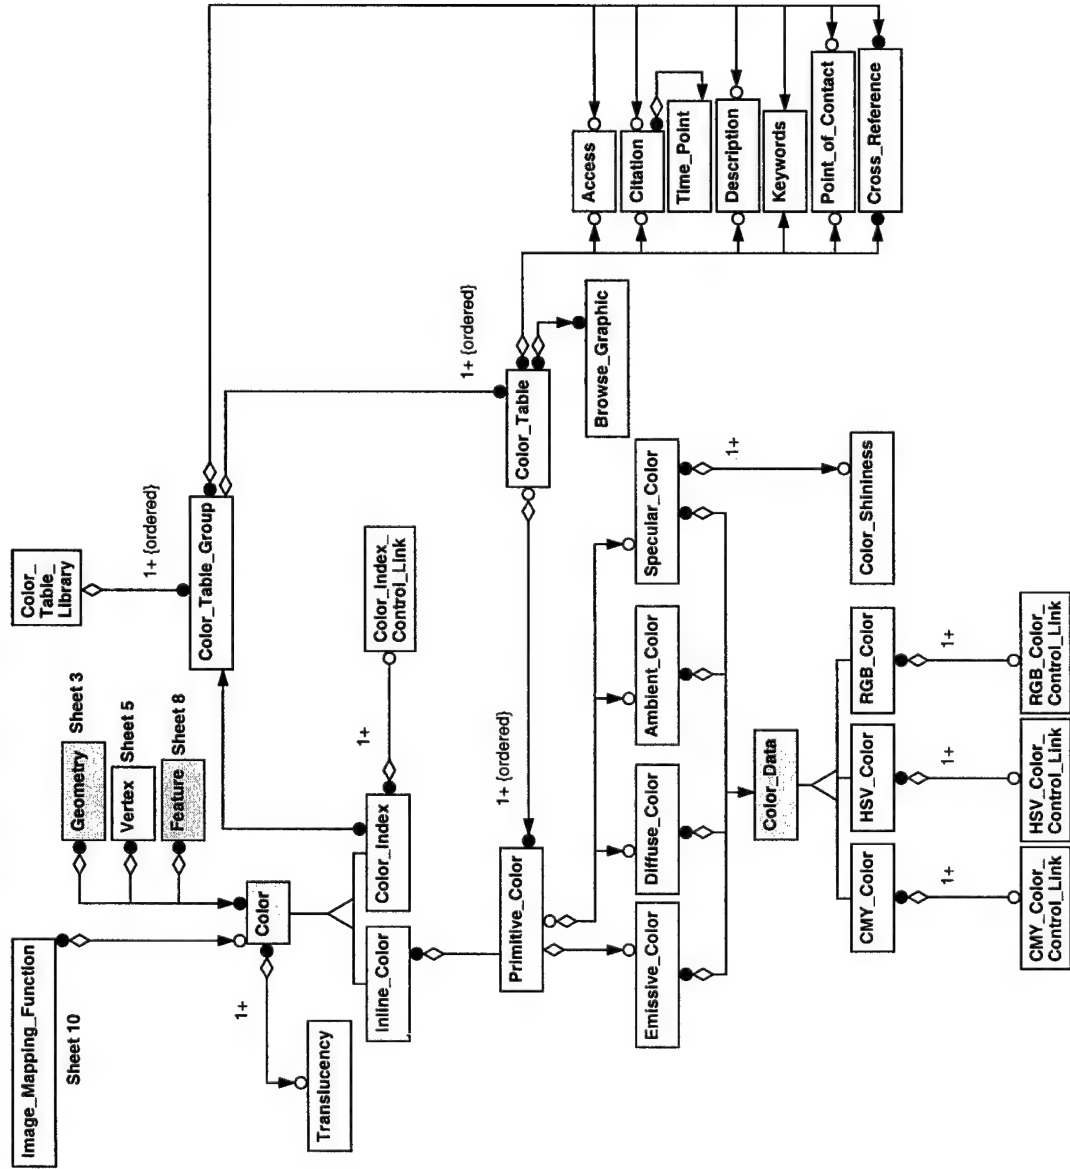 Image_Mapping_Function
Sheet 10
Geometry
Sheet 3
Vertex
Sheet 5
Feature
Sheet 8
Color_
Table_
Library
1+ {ordered}
Color
1+
Translucency
Color_Table_Group
Inline_Color
Color_Index
1+
Color_Index_
Control_Link
1+ {ordered}
Primitive_Color
1+ {ordered}
Color_Table
Browse_Graphic
Access
Citation
Time_Point
Description
Keywords
Point_of_Contact
Cross_Reference
Emissive_Color
Diffuse_Color
Ambient_Color
Specular_Color
1+
Color_Shininess
Color_Data
CMY_Color
HSV_Color
RGB_Color
1+
1+
1+
CMY_Color_
Control_Link
HSV_Color_
Control_Link
RGB_Color_
Control_Link